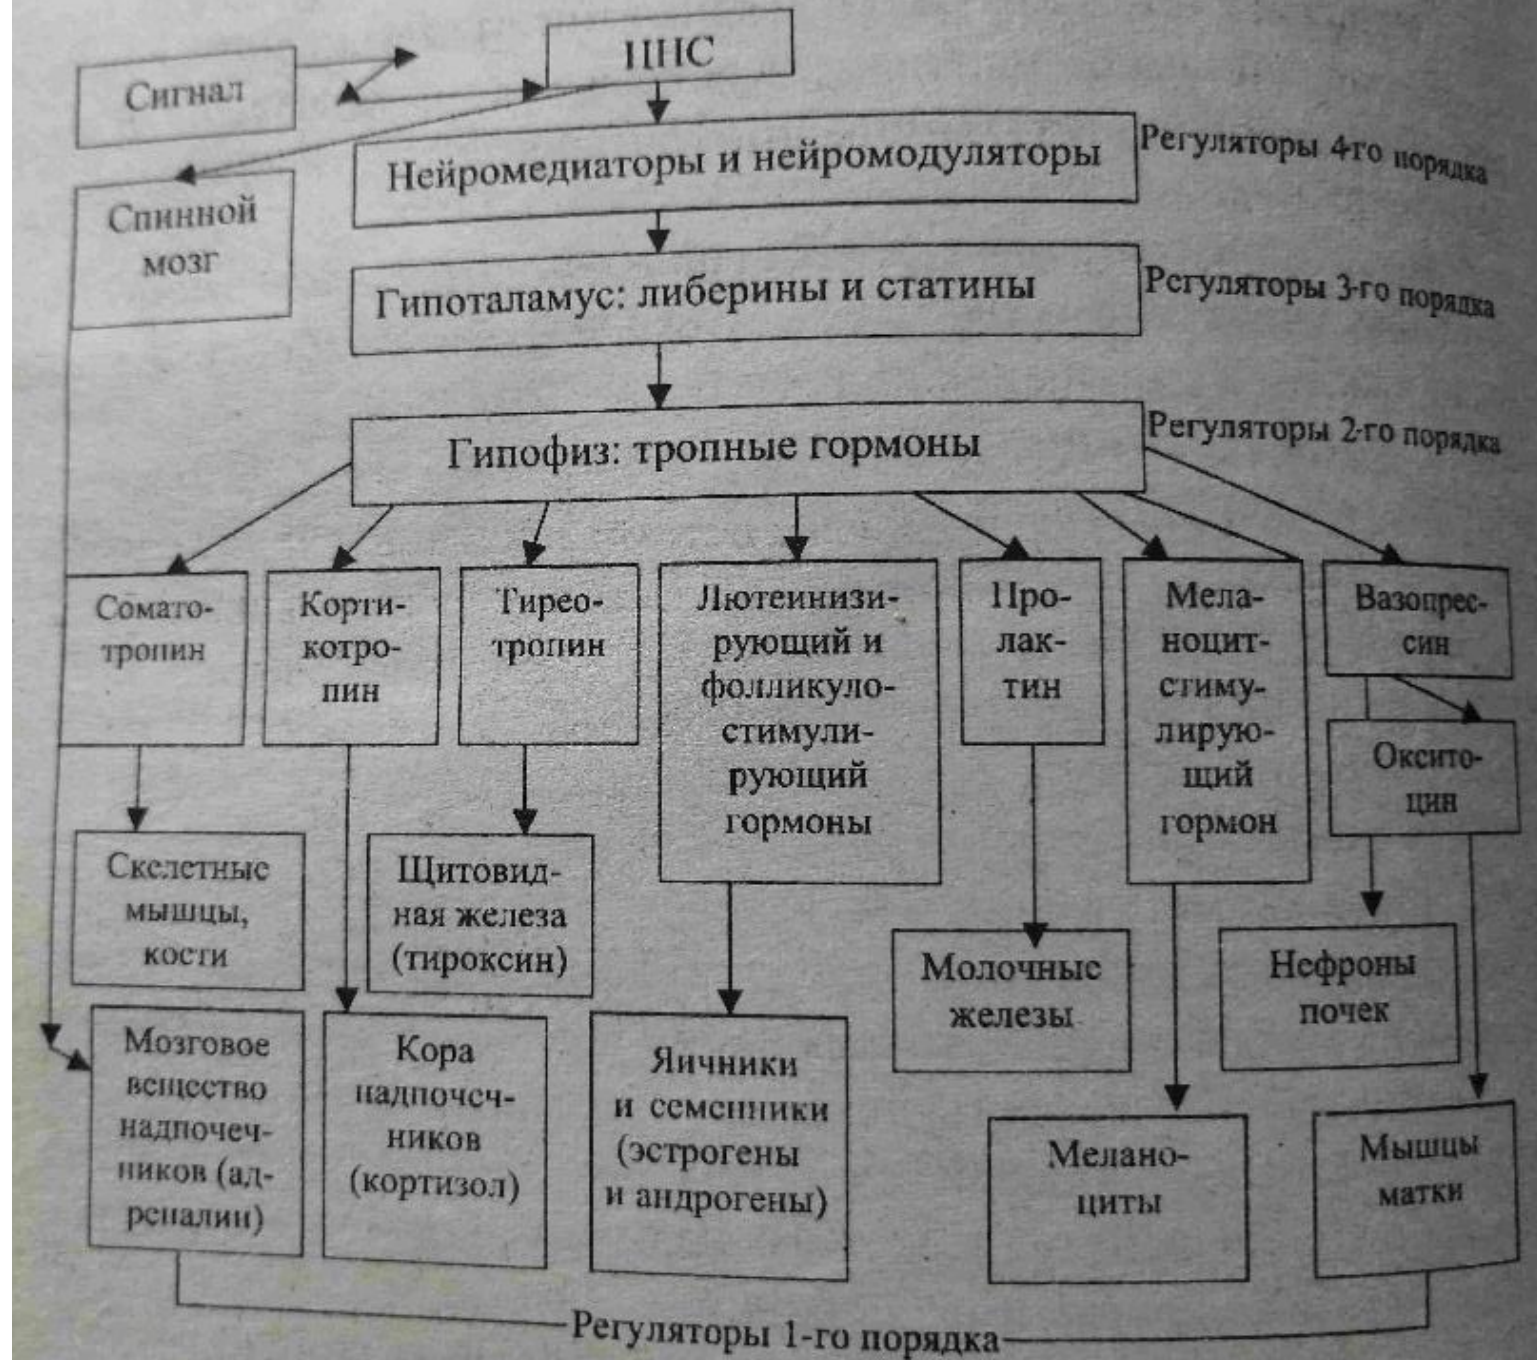 Сигнал
ЦНС
Нейромедиаторы и нейромодуляторы
Регуляторы 4-го порядка
Спинной
мозг
Гипоталамус: либерины и статины
Регуляторы 3-го порядка
Гипофиз: тропные гормоны
Регуляторы 2-го порядка
Сомато-
тропин
Корти-
котро-
пин
Тирео-
тропин
Лютеинизи-
рующий и
фолликуло-
стимули-
рующий
гормоны
Про-
лак-
тин
Мела-
ноцит-
стиму-
лирую-
щий
гормон
Вазопрес-
син
Оксито-
цин
Скелетные
мышцы,
кости
Щитовид-
ная железа
(тироксин)
Молочные
железы
Нефроны
почек
Мозговое
вещество
надпочеч-
ников (ад-
реналин)
Кора
надпочеч-
ников
(кортизол)
Яичники
и семенники
(эстрогены
и андрогены)
Мелано-
циты
Мышцы
матки
Регуляторы 1-го порядка